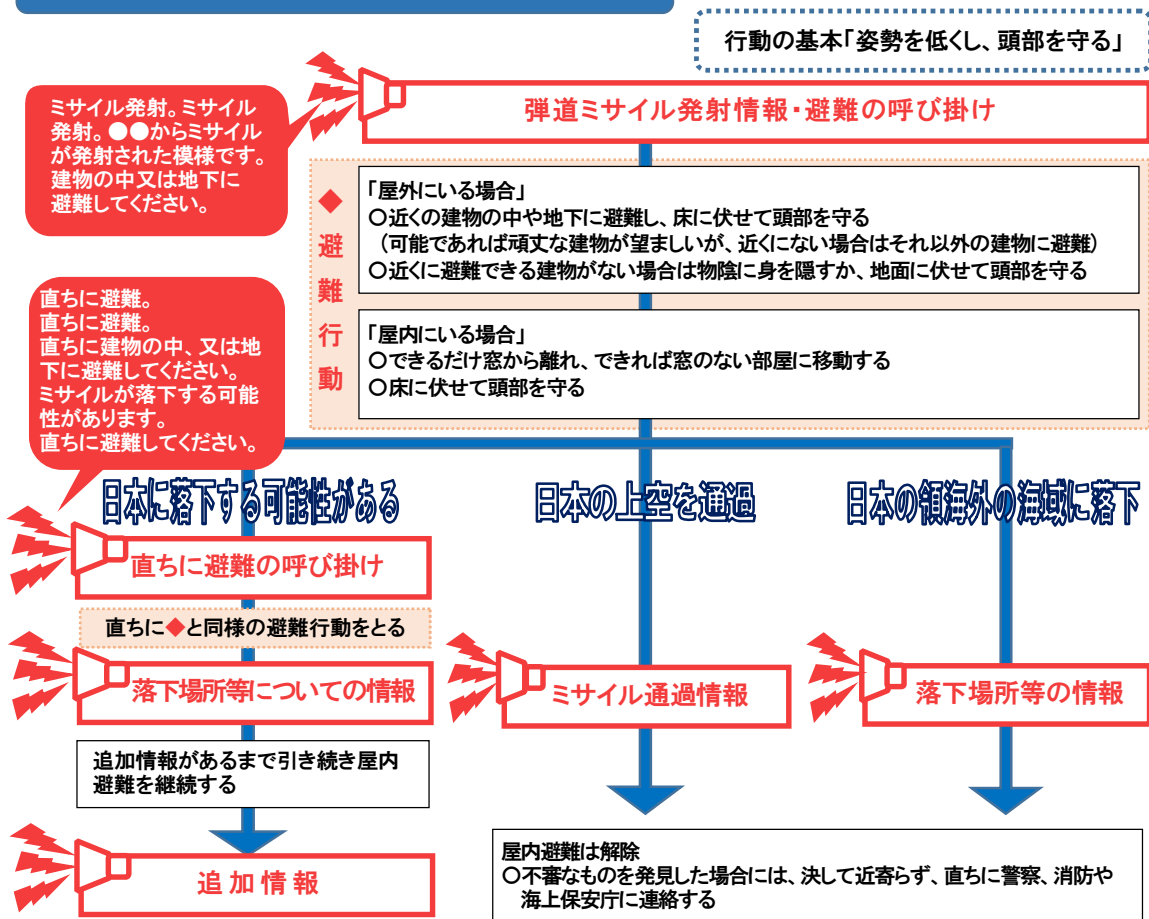 行動の基本「姿勢を低くし、頭部を守る」
弾道ミサイル発射情報・避難の呼び掛け
ミサイル発射。ミサイル
発射。●●からミサイル
が発射された模様です。
建物の中又は地下に
避難してください。
◆避難行動
「屋外にいる場合」
○近くの建物の中や地下に避難し、床に伏せて頭部を守る
(可能であれば頑丈な建物が望ましいが、近くにない場合はそれ以外の建物に避難)
○近くに避難できる建物がない場合は物陰に身を隠すか、地面に伏せて頭部を守る
「屋内にいる場合」
○できるだけ窓から離れ、できれば窓のない部屋に移動する
○床に伏せて頭部を守る
直ちに避難。
直ちに避難。
直ちに建物の中、又は地
下に避難してください。
ミサイルが落下する可能
性があります。
直ちに避難してください。
日本に落下する可能性がある
直ちに避難の呼び掛け
直ちに◆と同様の避難行動をとる
落下場所等についての情報
追加情報があるまで引き続き屋内
避難を継続する
追加情報
日本の上空を通過
ミサイル通過情報
日本の領海外の海域に落下
落下場所等の情報
屋内避難は解除
○不審なものを発見した場合には、決して近寄らず、直ちに警察、消防や
海上保安庁に連絡する